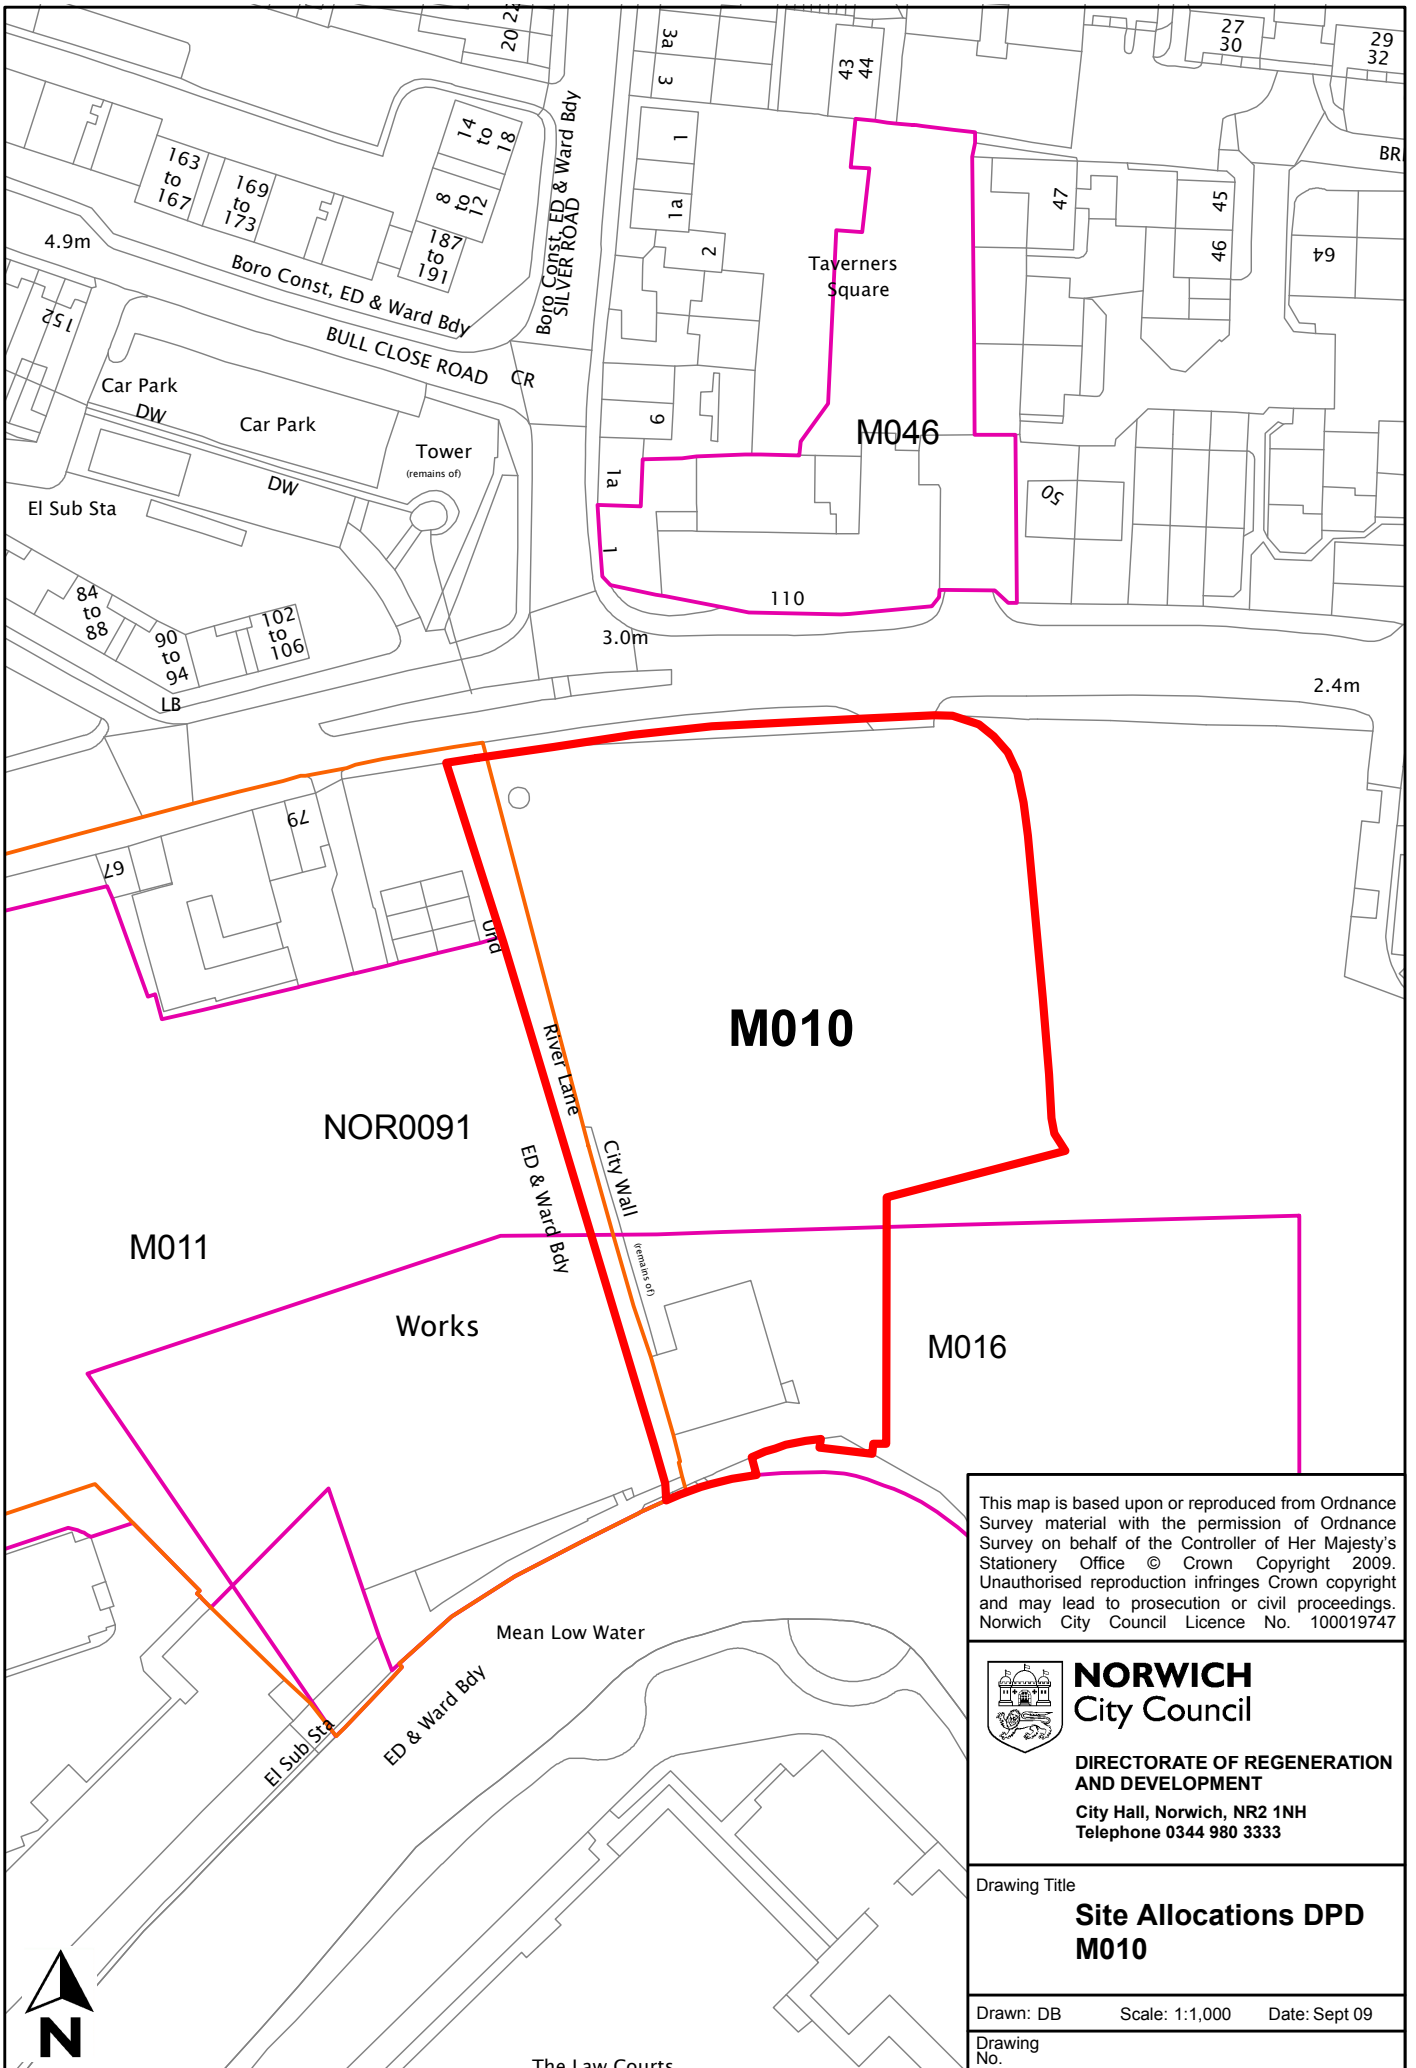 20 22
3a
3
43
44
27
30
29
32
14
to
18
163
to
167
169
to
173
8
to
12
187
to
191
1
1a
2
47
45
46
64
BR
4.9m
Boro Const, ED & Ward Bdy
Boro Const, ED & Ward Bdy
SILVER ROAD
Taverners
Square
152
BULL CLOSE ROAD
CR
Car Park
DW
Car Park
9
M046
Tower
(remains of)
DW
1a
50
El Sub Sta
1
84
to
88
90
to
94
102
to
106
110
3.0m
LB
2.4m
79
67
Und
M010
River Lane
NOR0091
City Wall
(remains of)
ED & Ward Bdy
M011
Works
M016
Mean Low Water
ED & Ward Bdy
El Sub Sta
The Law Courts
N
This map is based upon or reproduced from Ordnance
Survey material with the permission of Ordnance
Survey on behalf of the Controller of Her Majesty's
Stationery Office © Crown Copyright 2009.
Unauthorised reproduction infringes Crown copyright
and may lead to prosecution or civil proceedings.
Norwich City Council Licence No. 100019747
NORWICH
City Council
DIRECTORATE OF REGENERATION
AND DEVELOPMENT
City Hall, Norwich, NR2 1NH
Telephone 0344 980 3333
Drawing Title
Site Allocations DPD
M010
Drawn: DB Scale: 1:1,000 Date: Sept 09
Drawing
No.